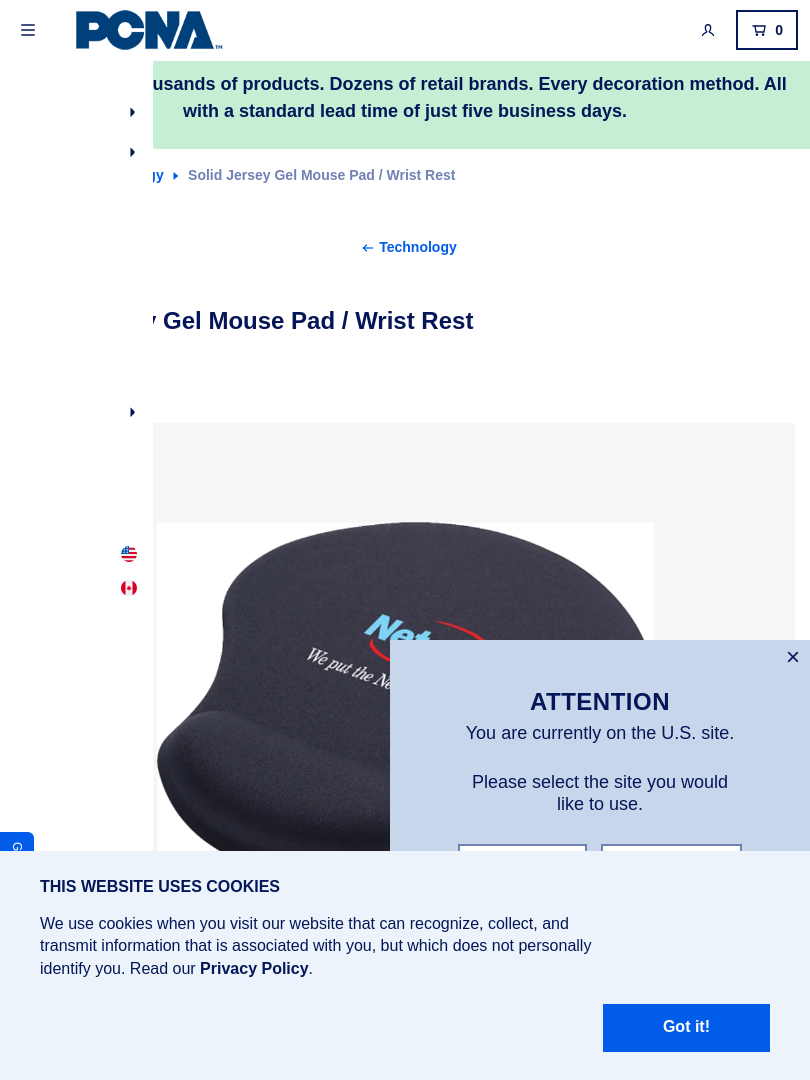 PCNA™
0
usands of products. Dozens of retail brands. Every decoration method. All
with a standard lead time of just five business days.
gy
Solid Jersey Gel Mouse Pad / Wrist Rest
Technology
Gel Mouse Pad / Wrist Rest
Net
We put the Ne
ATTENTION
You are currently on the U.S. site.
Please select the site you would
like to use.
G
THIS WEBSITE USES COOKIES
We use cookies when you visit our website that can recognize, collect, and
transmit information that is associated with you, but which does not personally
identify you. Read our Privacy Policy.
Got it!